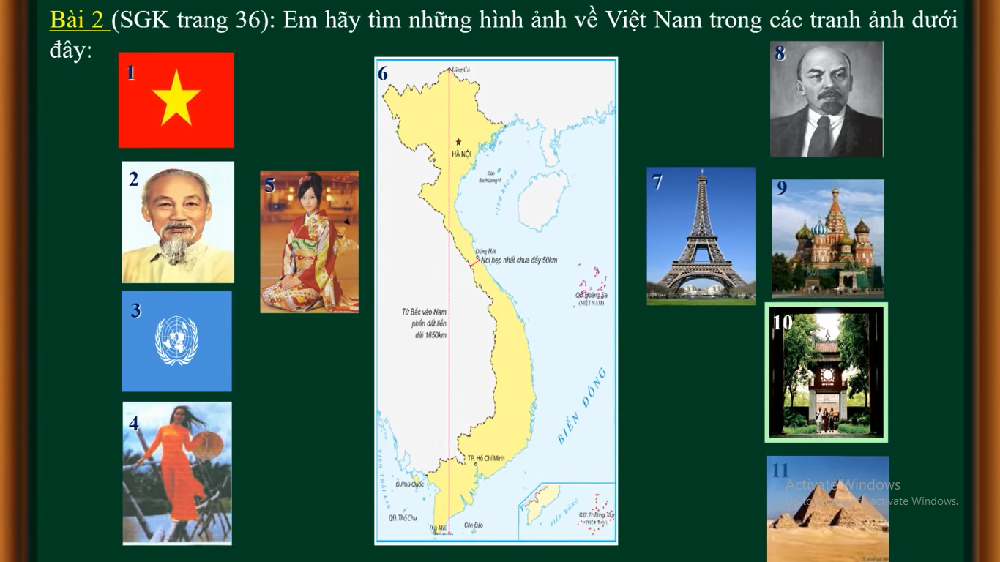 Bài 2 (SGK trang 36): Em hãy tìm những hình ảnh về Việt Nam trong các tranh ảnh dưới
đây:
1
2
3
4
5
6
Lũng Cú
HÀ NỘI
Đảo
Bạch Long Vĩ
VỊNH BẮC BỘ
Đồng Hới
Nơi hẹp nhất chưa đầy 50km
QĐ. Hoàng Sa
(VIỆT NAM)
Từ Bắc vào Nam
phần đất liền
dài 1650km
BIỂN ĐÔNG
TP. Hồ Chí Minh
VỊNH THÁI LAN
Đ.Phú Quốc
QĐ. Thổ Chu
Đất Mũi
Côn Đảo
BIỂN ĐÔNG
QĐ. Trường Sa
(VIỆT NAM)
7
8
9
10
11
Activate Windows
Go to activate Windows.